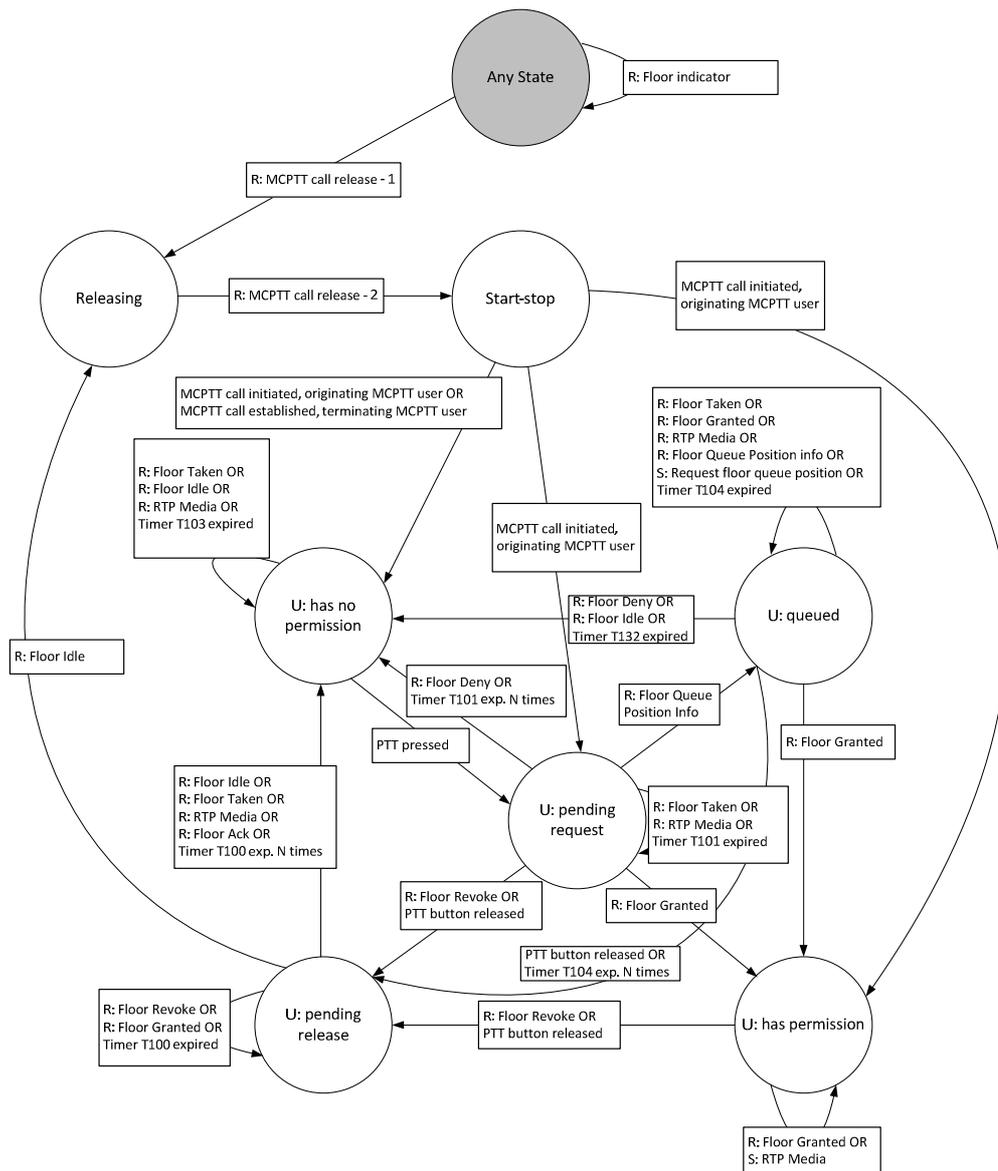 Any State
R: Floor indicator
R: MCPTT call release - 1
Releasing
R: MCPTT call release - 2
Start-stop
MCPTT call initiated,
originating MCPTT user
MCPTT call initiated, originating MCPTT user OR
MCPTT call established, terminating MCPTT user
R: Floor Taken OR
R: Floor Granted OR
R: RTP Media OR
R: Floor Queue Position info OR
S: Request floor queue position OR
Timer T104 expired
R: Floor Taken OR
R: Floor Idle OR
R: RTP Media OR
Timer T103 expired
MCPTT call initiated,
originating MCPTT user
U: has no
permission
R: Floor Deny OR
R: Floor Idle OR
Timer T132 expired
U: queued
R: Floor Idle
R: Floor Deny OR
Timer T101 exp. N times
R: Floor Queue
Position Info
PTT pressed
R: Floor Granted
R: Floor Idle OR
R: Floor Taken OR
R: RTP Media OR
R: Floor Ack OR
Timer T100 exp. N times
U: pending
request
R: Floor Taken OR
R: RTP Media OR
Timer T101 expired
R: Floor Revoke OR
PTT button released
R: Floor Granted
PTT button released OR
Timer T104 exp. N times
R: Floor Revoke OR
R: Floor Granted OR
Timer T100 expired
U: pending
release
R: Floor Revoke OR
PTT button released
U: has permission
R: Floor Granted OR
S: RTP Media